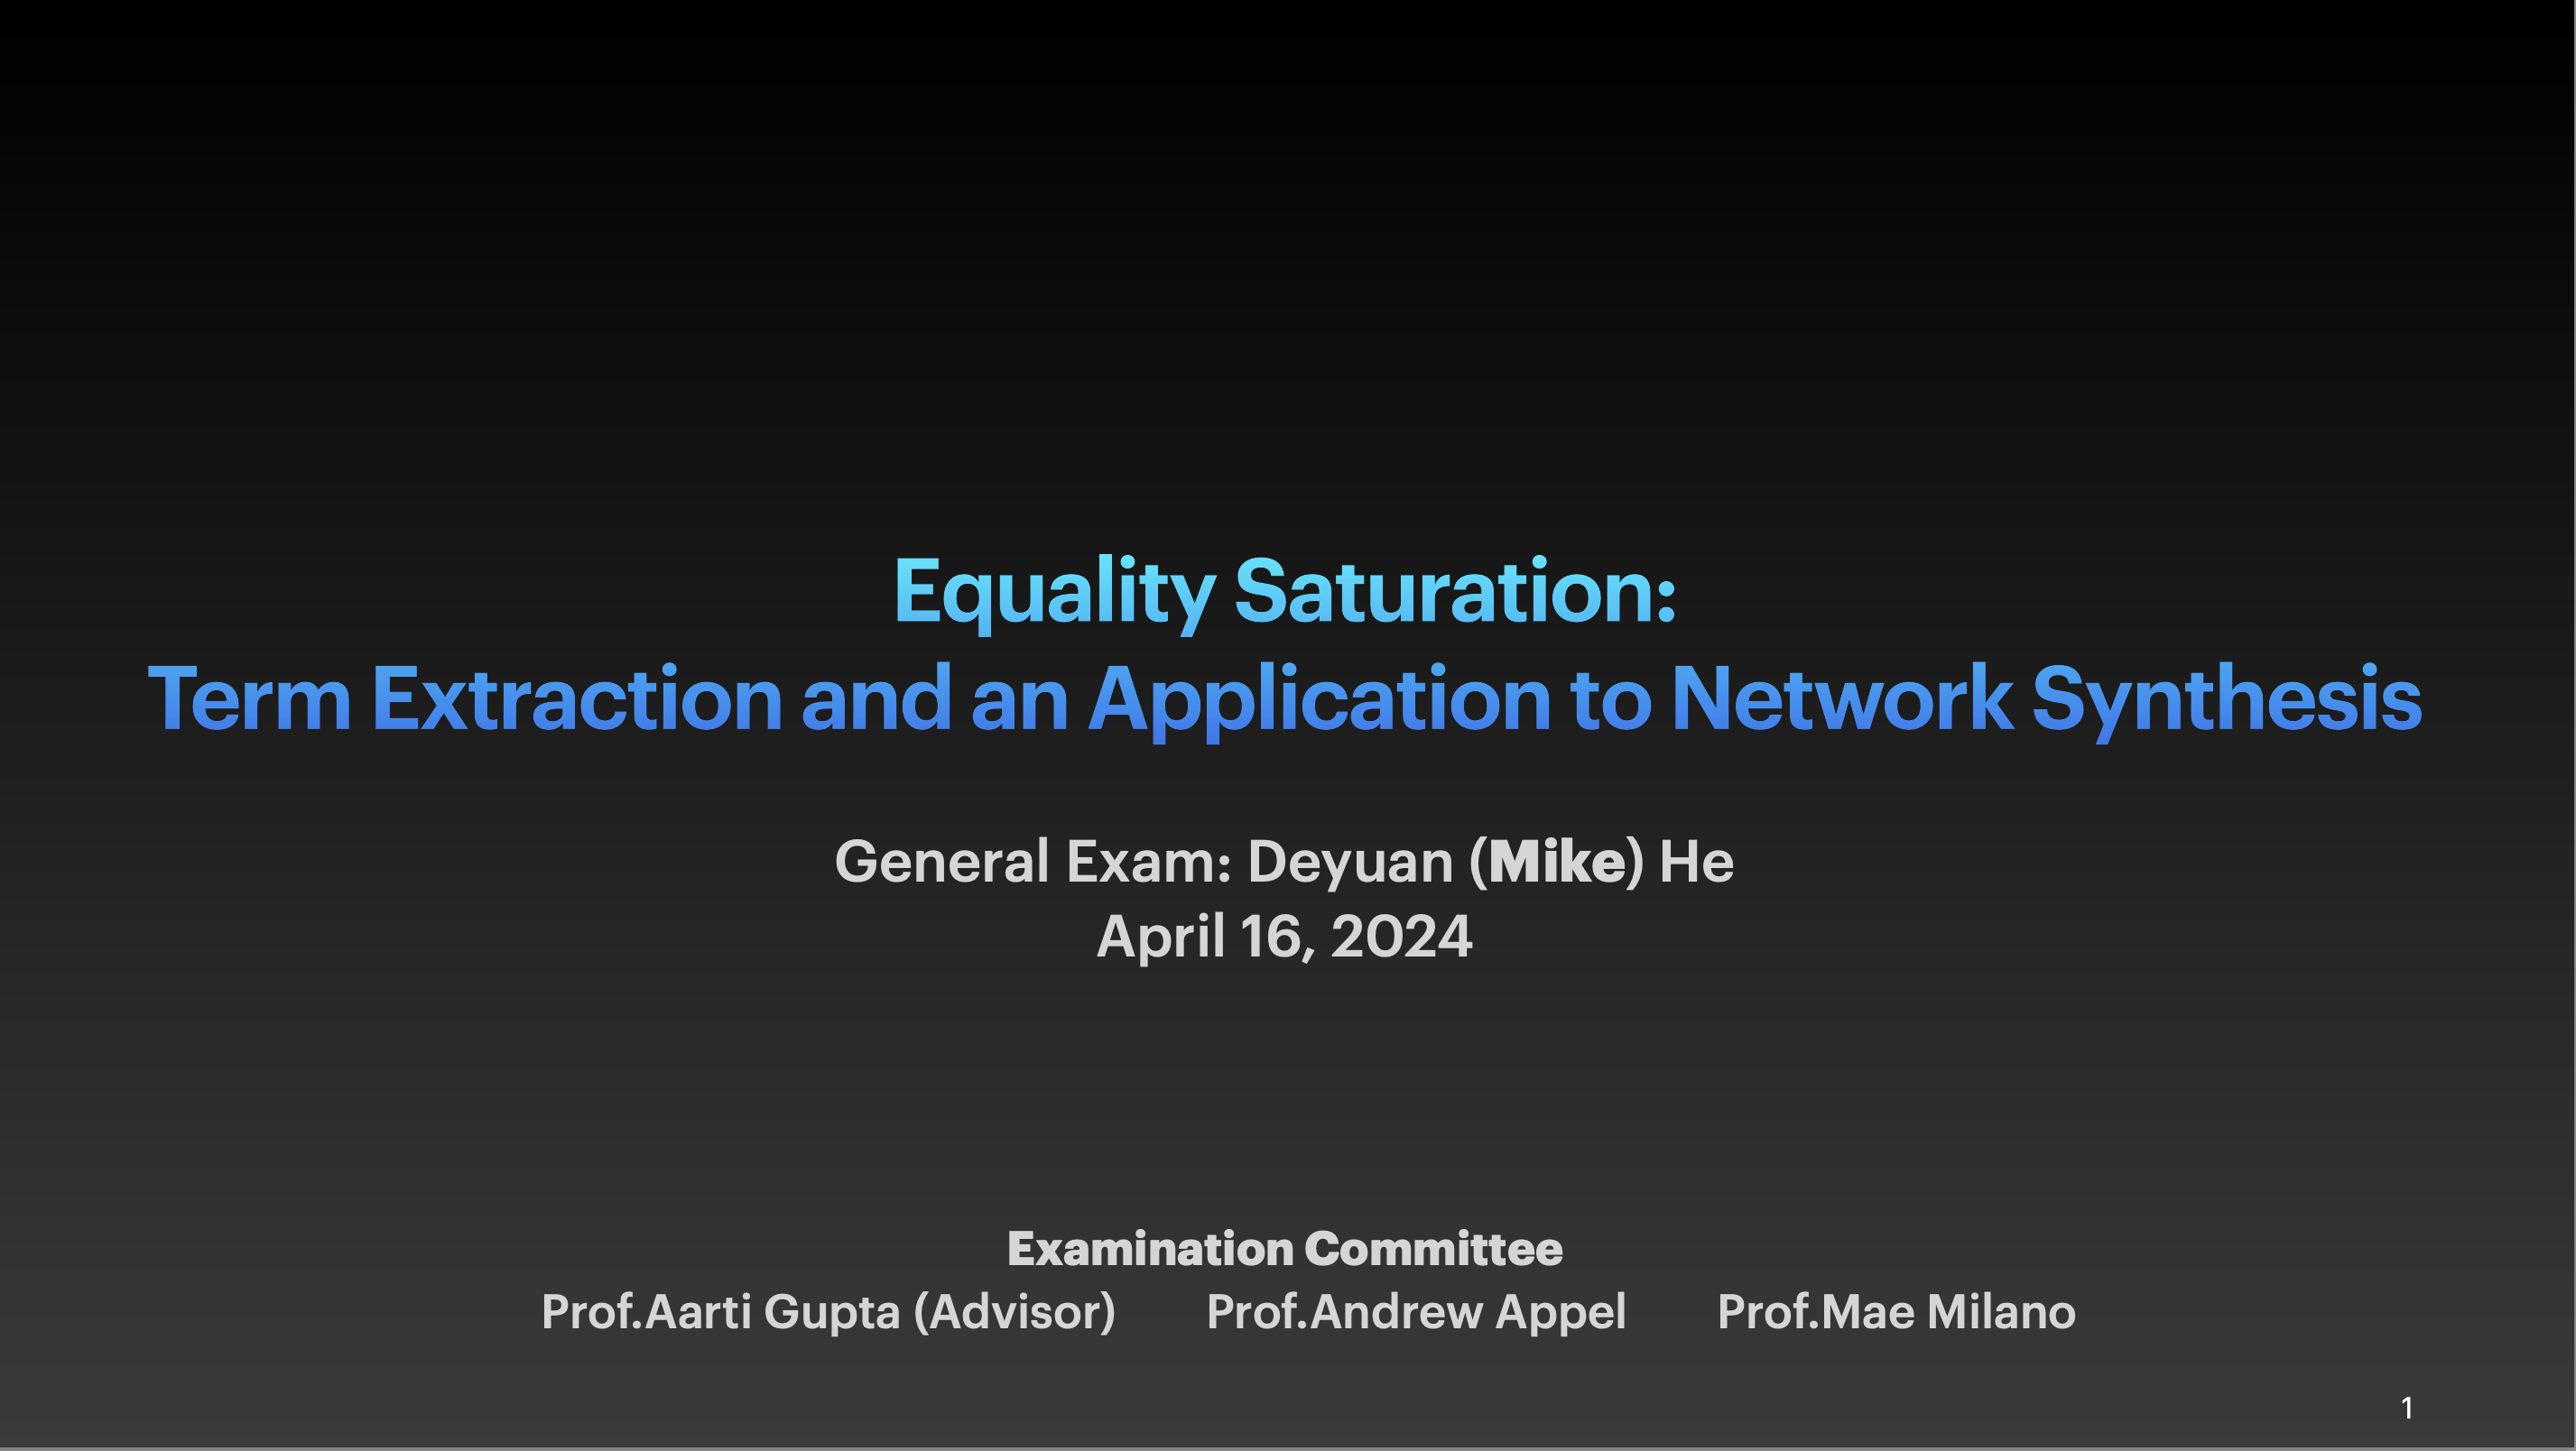 Equality Saturation:
Term Extraction and an Application to Network Synthesis
General Exam: Deyuan (Mike) He
April 16, 2024
Examination Committee
Prof.Aarti Gupta (Advisor) Prof.Andrew Appel Prof.Mae Milano
1